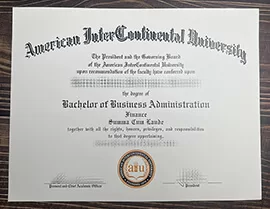 American InterContinental University
The President and the Governing Board
of the American InterContinental University
upon recommendation of the faculty have conferred upon
the degree of
Bachelor of Business Administration
Finance
Summa Cum Laude
together with all the rights, honors, privileges, and responsibilities
to that degree appertaining,
aiu
President